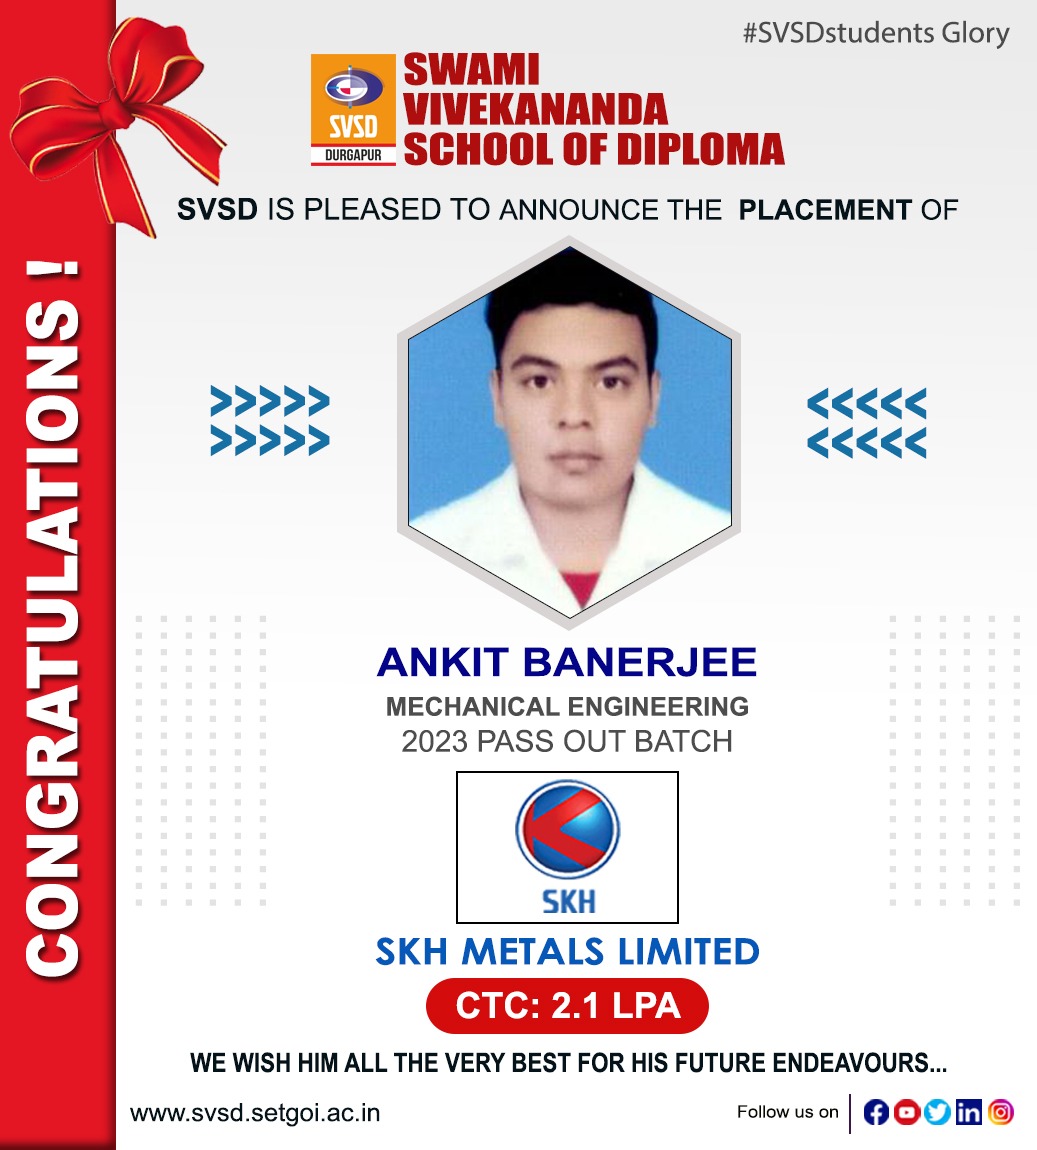 #SVSDstudents Glory
SVSD
DURGAPUR
SWAMI
VIVEKANANDA
SCHOOL OF DIPLOMA
SVSD IS PLEASED TO ANNOUNCE THE PLACEMENT OF
CONGRATULATIONS !
>>>>> <<<<<
>>>>> <<<<<
ANKIT BANERJEE
MECHANICAL ENGINEERING
2023 PASS OUT BATCH
SKH
SKH METALS LIMITED
CTC: 2.1 LPA
WE WISH HIM ALL THE VERY BEST FOR HIS FUTURE ENDEAVOURS...
www.svsd.setgoi.ac.in
Follow us on